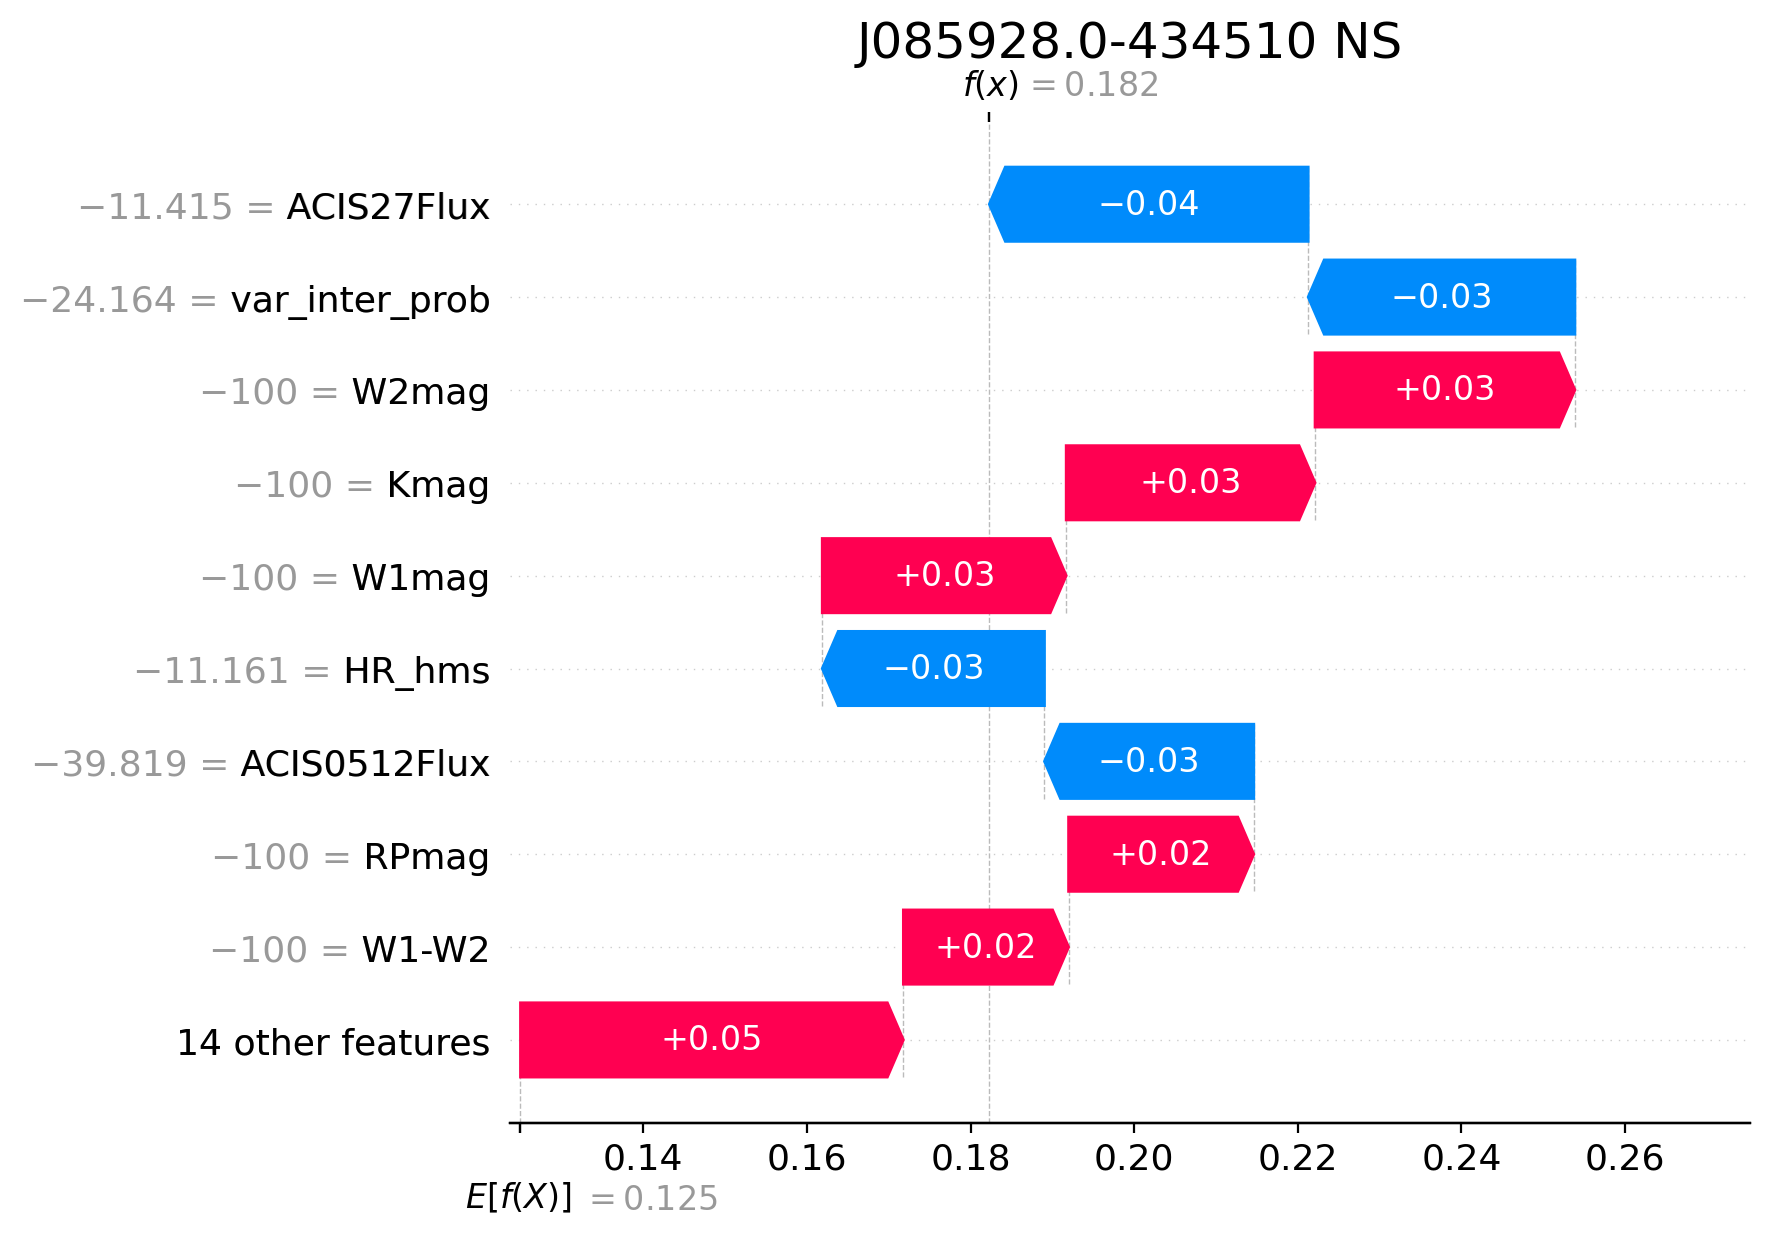 J085928.0-434510 NS
f(x) = 0.182
−11.415 = ACIS27Flux −0.04
−24.164 = var_inter_prob −0.03
−100 = W2mag +0.03
−100 = Kmag +0.03
−100 = W1mag +0.03
−11.161 = HR_hms −0.03
−39.819 = ACIS0512Flux −0.03
−100 = RPmag +0.02
−100 = W1-W2 +0.02
14 other features +0.05
0.14 0.16 0.18 0.20 0.22 0.24 0.26
E[f(X)] = 0.125